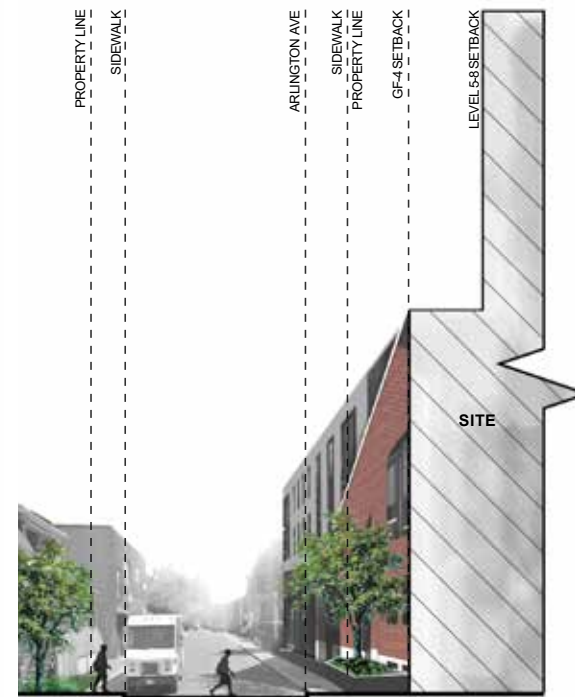 PROPERTY LINE
SIDEWALK
ARLINGTON AVE
SIDEWALK
PROPERTY LINE
GF-4 SETBACK
LEVEL 5-8 SETBACK
SITE